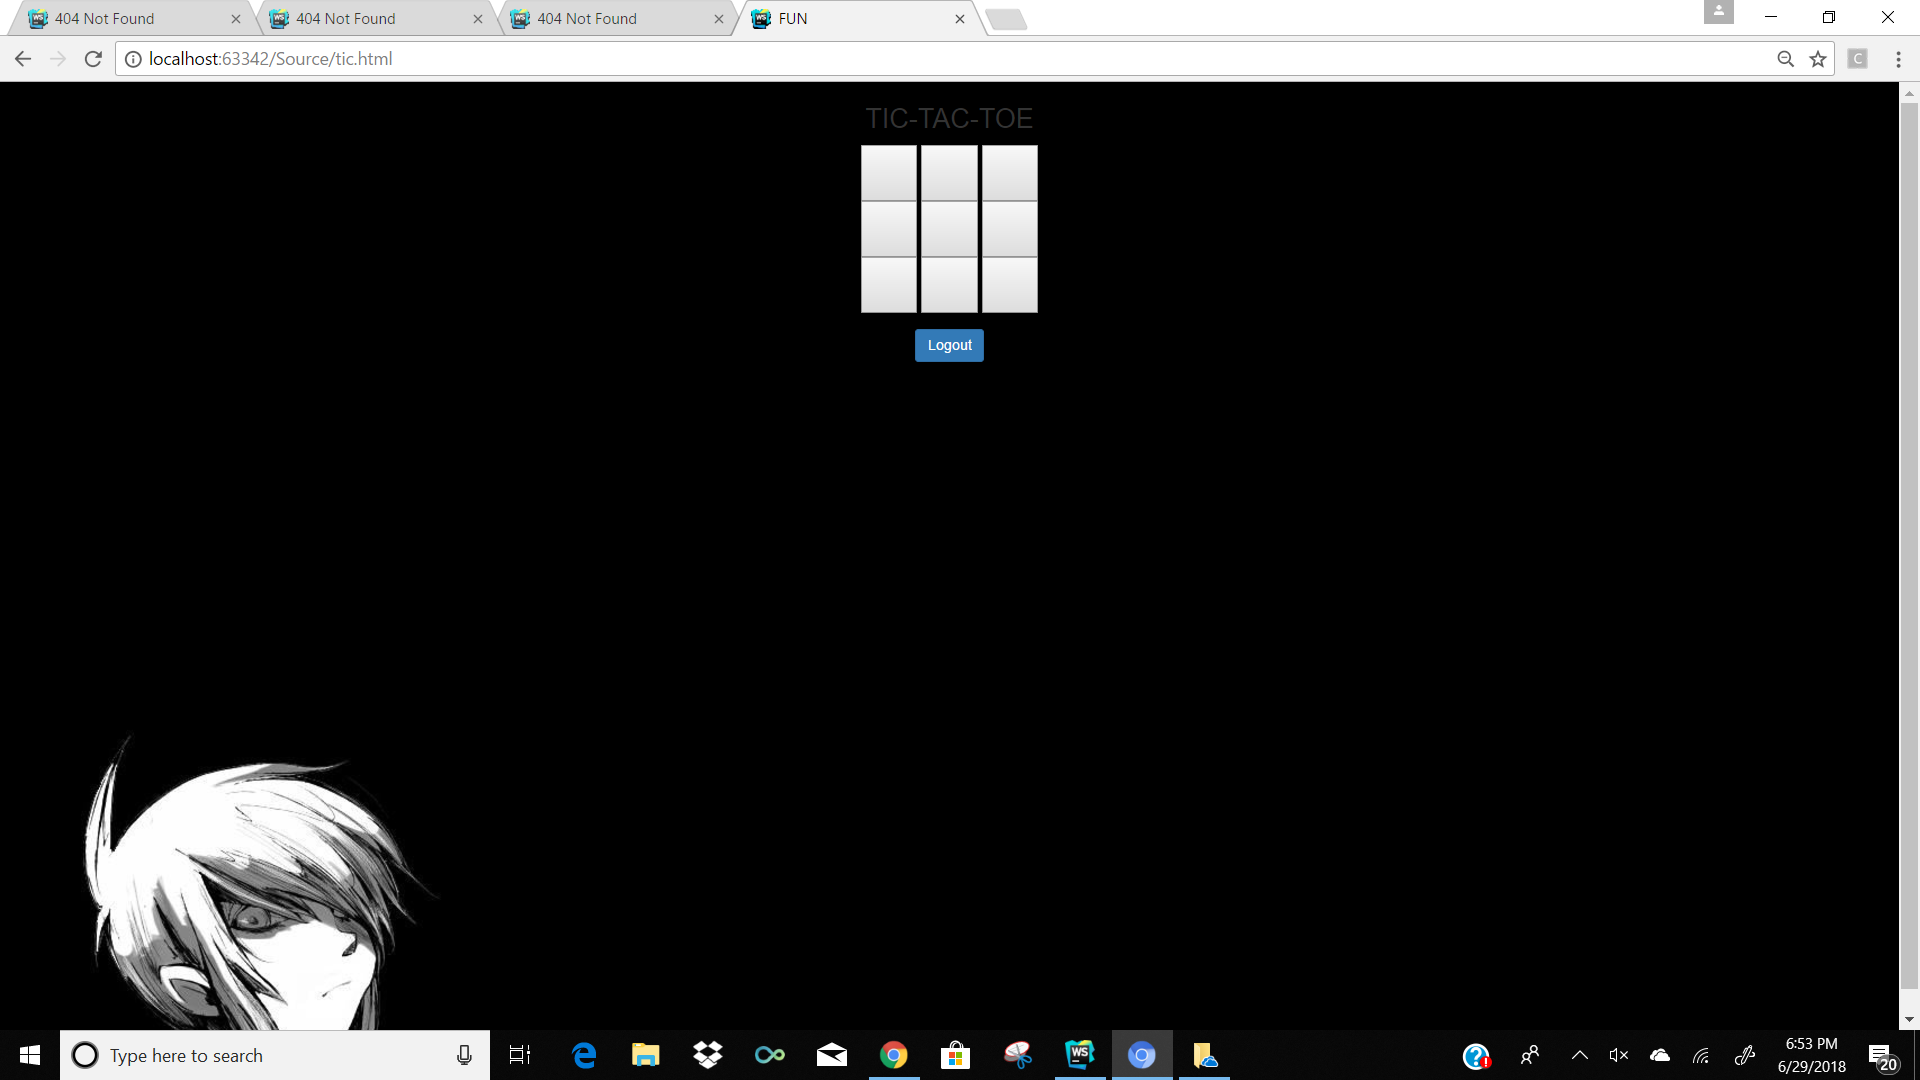 404 Not Found
404 Not Found
404 Not Found
FUN
localhost:63342/Source/tic.html
C
TIC-TAC-TOE
Logout
Type here to search
WS
6:53 PM
6/29/2018
20